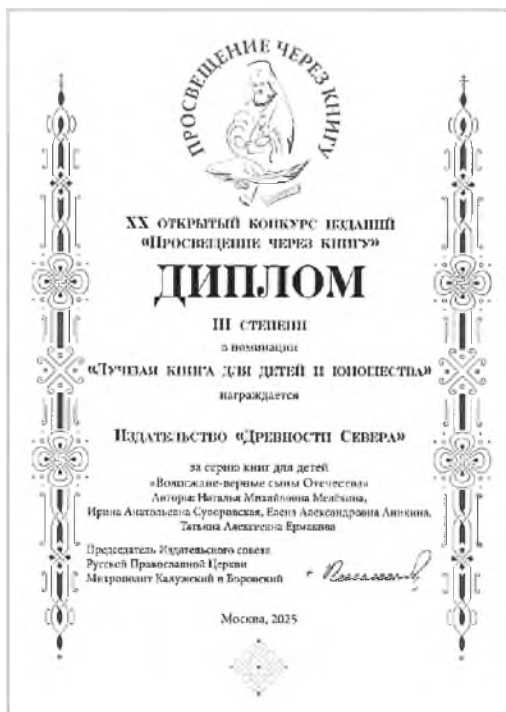 ПРОСВЕЩЕНИЕ ЧЕРЕЗ КНИГУ
XX ОТКРЫТЫЙ КОНКУРС ИЗДАНИЙ
«ПРОСВЕЩЕНИЕ ЧЕРЕЗ КНИГУ»
ДИПЛОМ
III СТЕПЕНИ
в номинации
«ЛУЧШАЯ КНИГА ДЛЯ ДЕТЕЙ И ЮНОШЕСТВА»
награждается
ИЗДАТЕЛЬСТВО «ДРЕВНОСТИ СЕВЕРА»
за серию книг для детей
«Вологжане-верные сыны Отечества»
Авторы: Наталья Михайловна Мелёхина,
Ирина Анатольевна Суворовская, Елена Александровна Аникина,
Татьяна Ермакова
Председатель Издательского совета
Русской Православной Церкви
Митрополит Калужский и Боровский
Москва, 2025